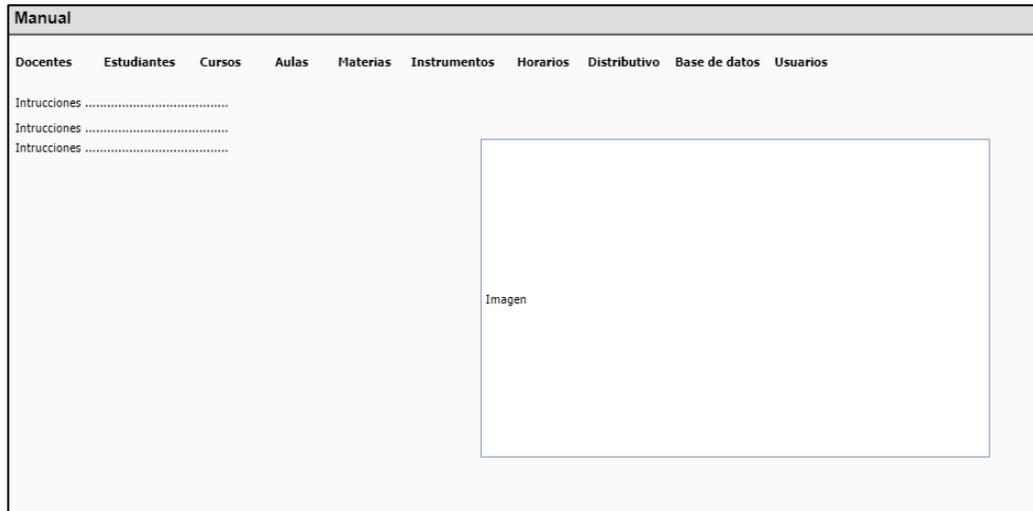 Manual
Docentes Estudiantes Cursos Aulas Materias Instrumentos Horarios Distributivo Base de datos Usuarios
Intrucciones .......................................
Intrucciones .......................................
Intrucciones .......................................
Imagen